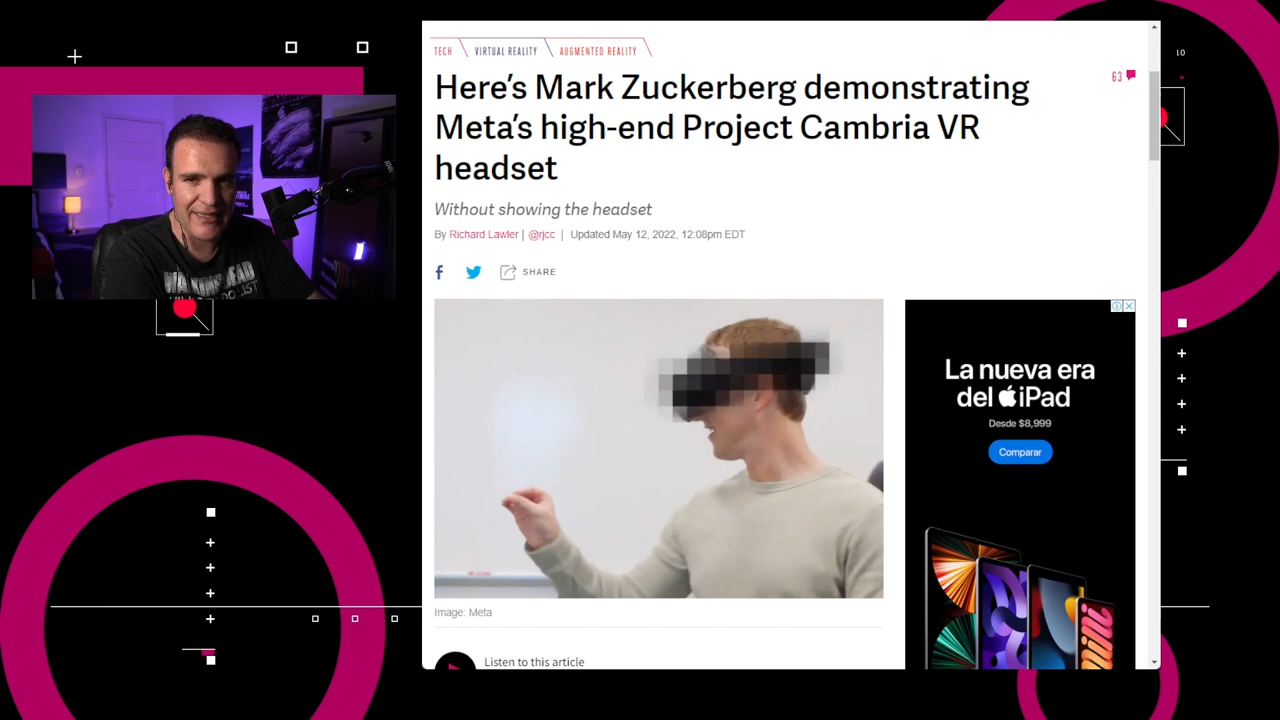 TECH VIRTUAL REALITY AUGMENTED REALITY
Here's Mark Zuckerberg demonstrating
Meta's high-end Project Cambria VR
headset
63
Without showing the headset
By Richard Lawler | @rjcc | Updated May 12, 2022, 12:08pm EDT
SHARE
La nueva era
del iPad
Desde $8,999
Comparar
Image: Meta
Listen to this article